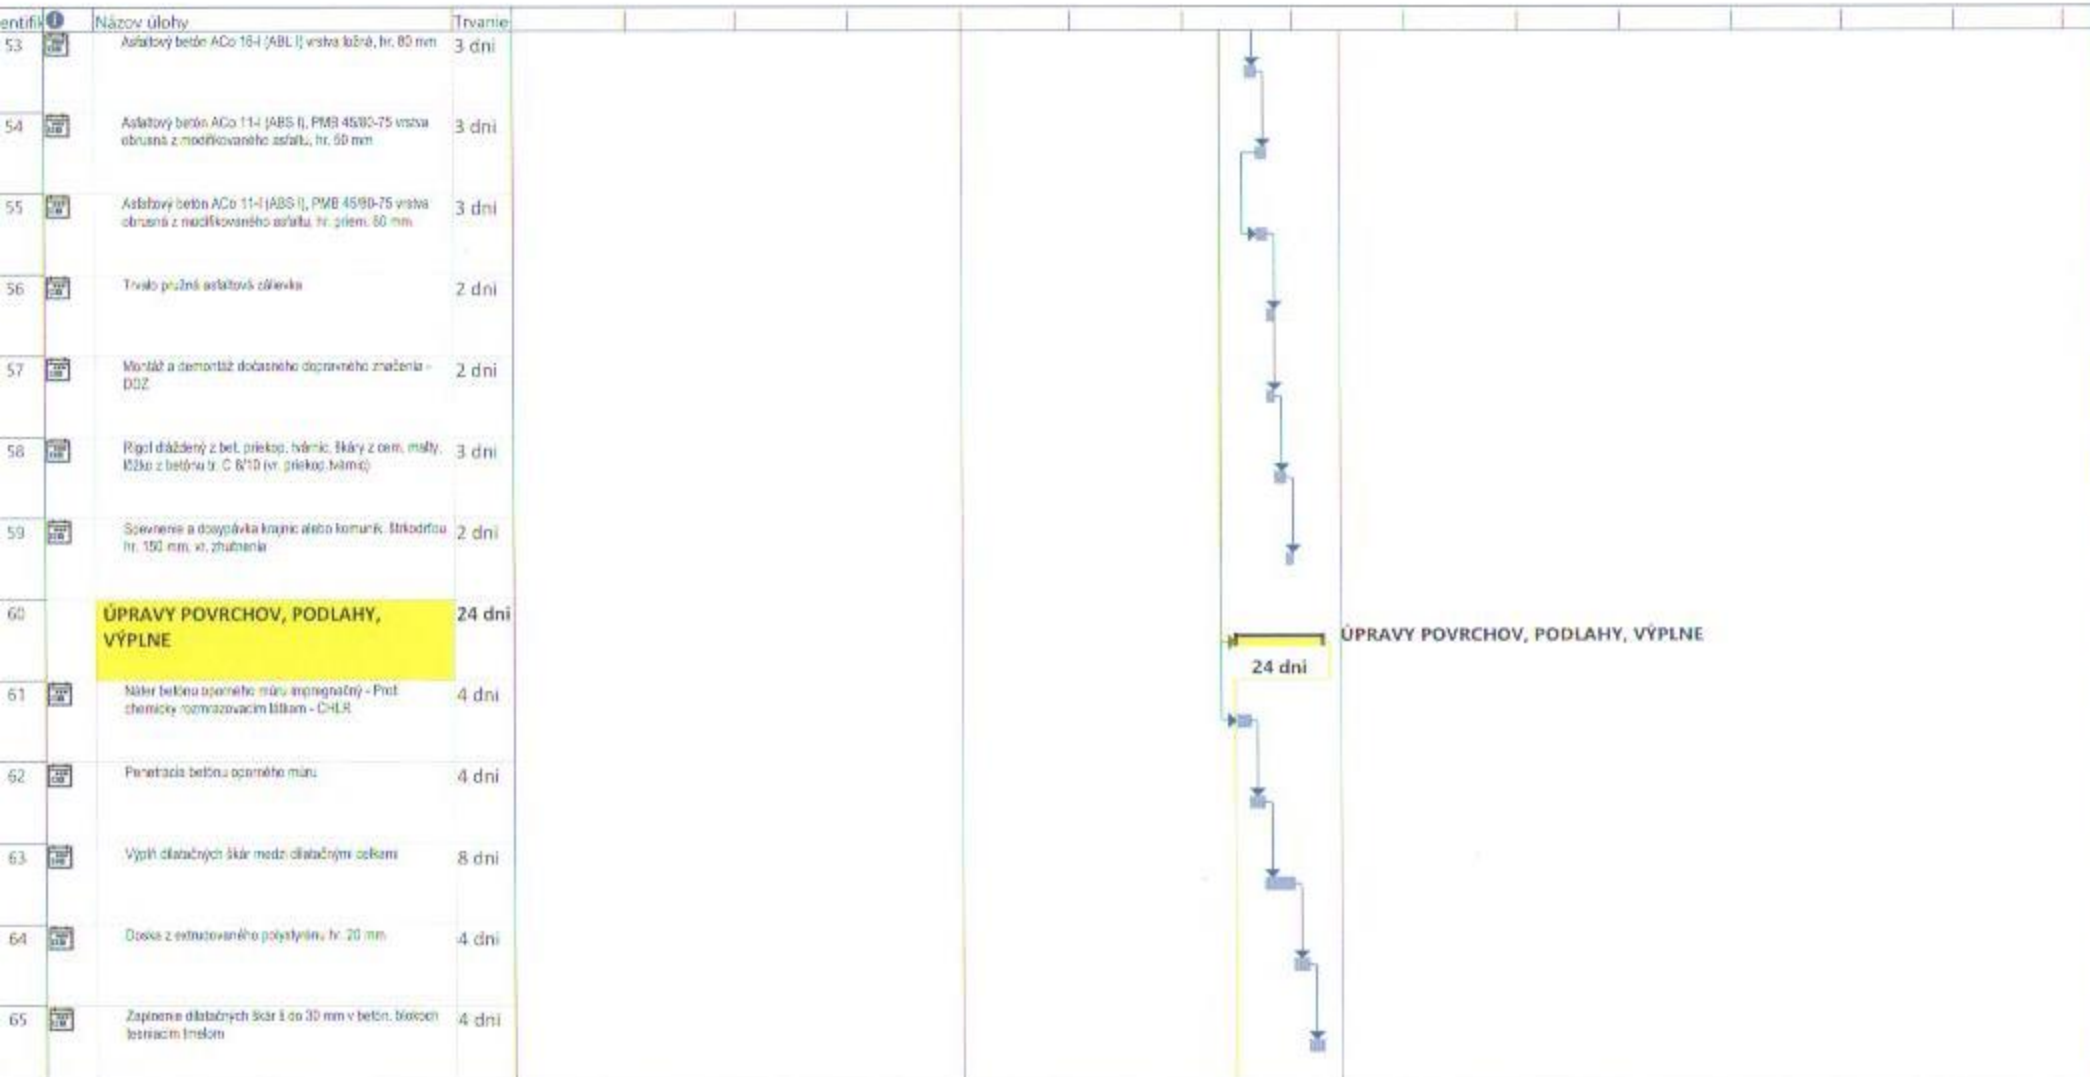 entifik
Názov úlohy
Trvanie
53
Asfaltový betón ACo 16-I (ABL I) vrstva ložná, hr. 80 mm
3 dni
54
Asfaltový betón ACo 11-I (ABS I), PMB 45/80-75 vrstva
obrusná z modifikovaného asfaltu, hr. 50 mm
3 dni
55
Asfaltový betón ACo 11-I (ABS I), PMB 45/80-75 vrstva
obrusná z modifikovaného asfaltu, hr. priem. 60 mm
3 dni
56
Trvalo pružná asfaltová zálievka
2 dni
57
Montáž a demontáž dočasného dopravného značenia -
DDZ
2 dni
58
Rigol dláždený z bet. priekop. tvárnic, škáry z cem. malty,
lôžko z betónu tr. C 8/10 (vr. priekop.tvárnic)
3 dni
59
Spevnenie a dosypávka krajníc alebo komuník. štrkodrťou
hr. 150 mm, vr. zhutnenia
2 dni
60
ÚPRAVY POVRCHOV, PODLAHY,
VÝPLNE
24 dni
ÚPRAVY POVRCHOV, PODLAHY, VÝPLNE
24 dni
61
Náter betónu oporného múru impregnačný - Proti
chemicky rozmrazovacím látkam - CHLR
4 dni
62
Penetrácia betónu oporného múru
4 dni
63
Výplň dilatačných škár medzi dilatačnými celkami
8 dni
64
Doska z extrudovaného polystyrénu hr. 20 mm
4 dni
65
Zaplnenie dilatačných škár š do 30 mm v betón. blokoch
tesniacim tmelom
4 dni